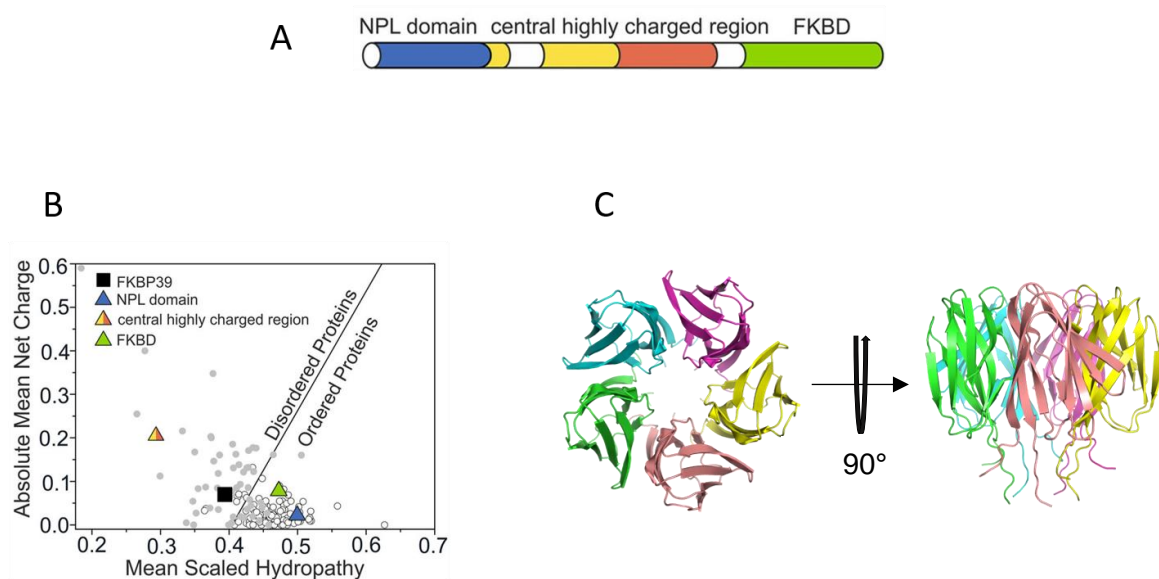 A
NPL domain central highly charged region FKBD
B
C
Absolute Mean Net Charge
0.6
0.5
0.4
0.3
0.2
0.1
0.0
FKBP39
NPL domain
central highly charged region
FKBD
Disordered Proteins
Ordered Proteins
0.2 0.3 0.4 0.5 0.6 0.7
Mean Scaled Hydropathy
90°